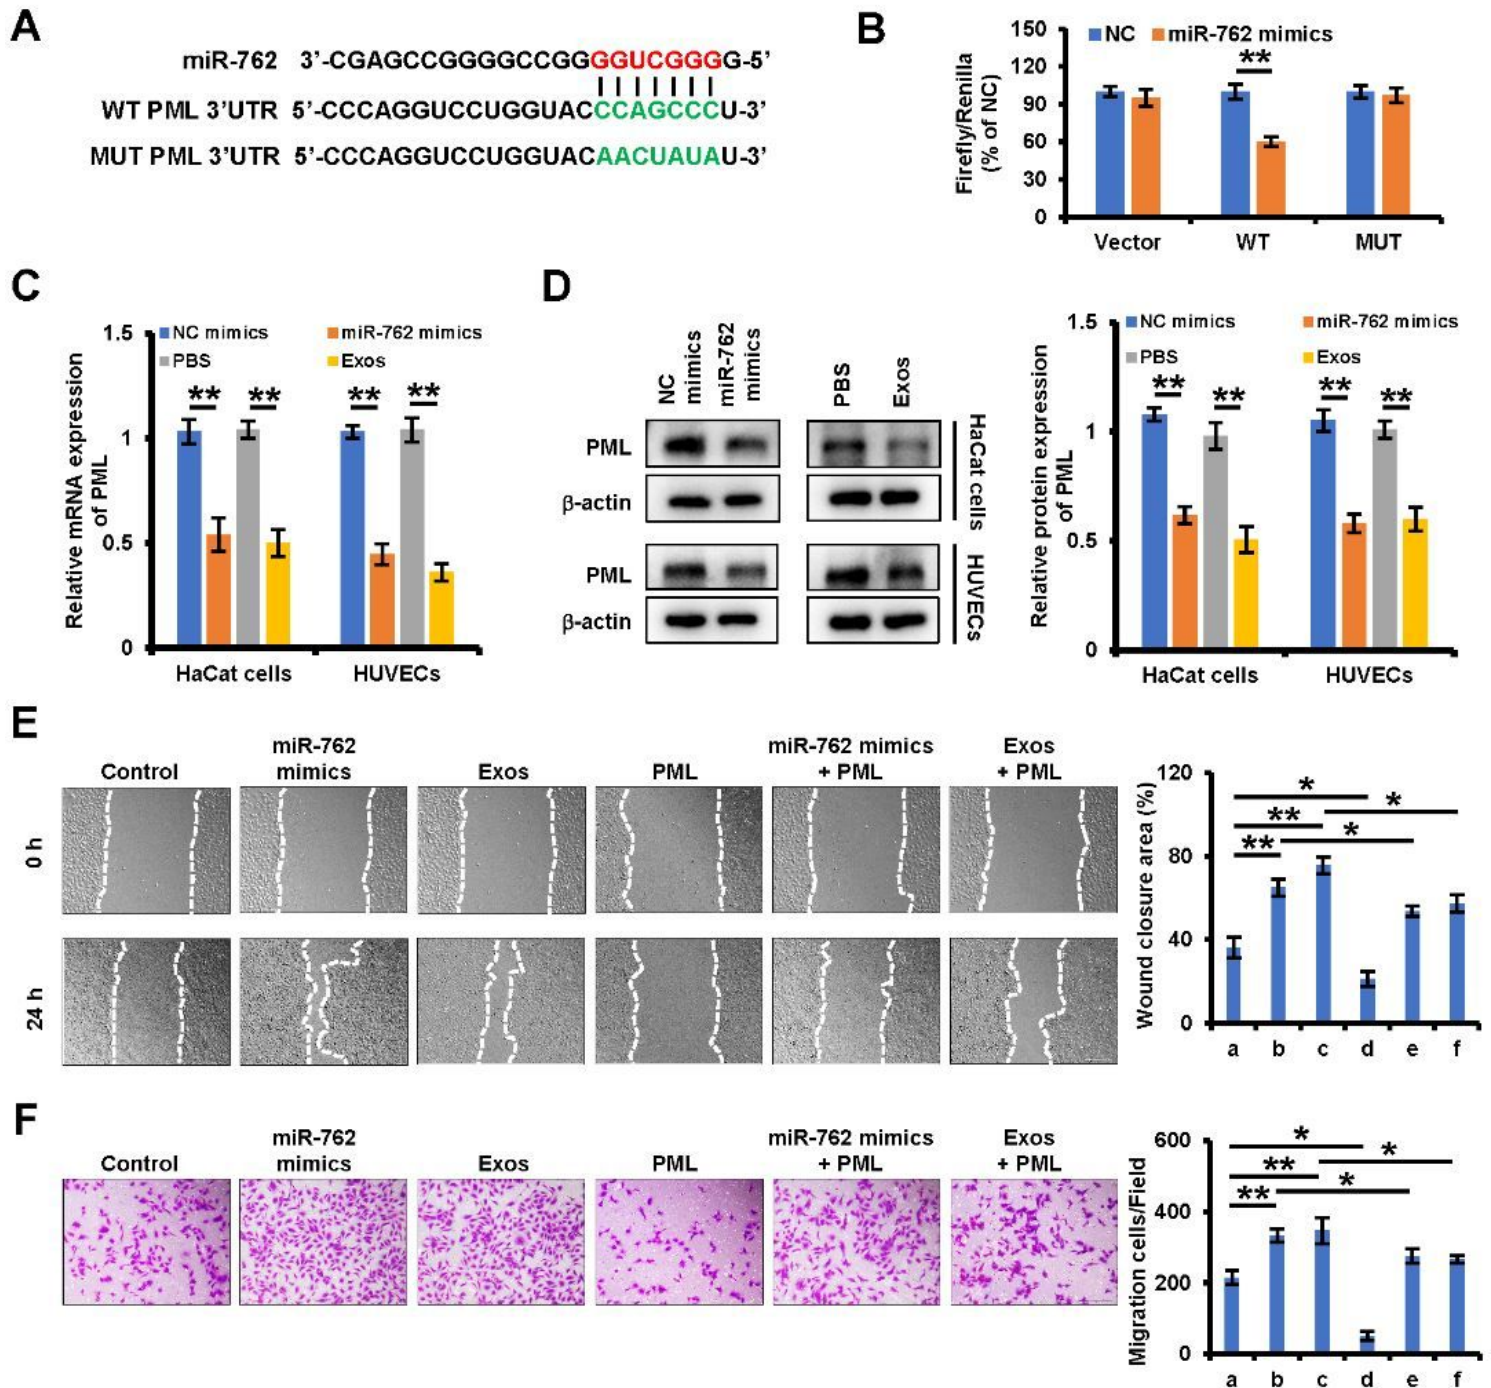 A
miR-762 3'-CGAGCCGGGGCCGGGGUCGGGG-5'
WT PML 3'UTR 5'-CCCAGGUCCUGGUACCCAGCCCU-3'
MUT PML 3'UTR 5'-CCCAGGUCCUGGUACAACUAUAU-3'
B
NC miR-762 mimics
Firefly/Renilla
(% of NC)
150
120
90
60
30
0
**
Vector WT MUT
C
NC mimics miR-762 mimics
PBS Exos
Relative mRNA expression
of PML
1.5
1
0.5
0
** ** ** **
HaCat cells HUVECs
D
NC
mimics
miR-762
mimics
PBS
Exos
PML
β-actin
HaCat cells
PML
β-actin
HUVECs
NC mimics miR-762 mimics
PBS Exos
Relative protein expression
of PML
1.5
1
0.5
0
** ** ** **
HaCat cells HUVECs
E
Control
miR-762
mimics
Exos
PML
miR-762 mimics
+ PML
Exos
+ PML
0 h
24 h
Wound closure area (%)
120
80
40
0
* *
** *
**
a b c d e f
F
Control
miR-762
mimics
Exos
PML
miR-762 mimics
+ PML
Exos
+ PML
Migration cells/Field
600
400
200
0
* *
** *
**
a b c d e f